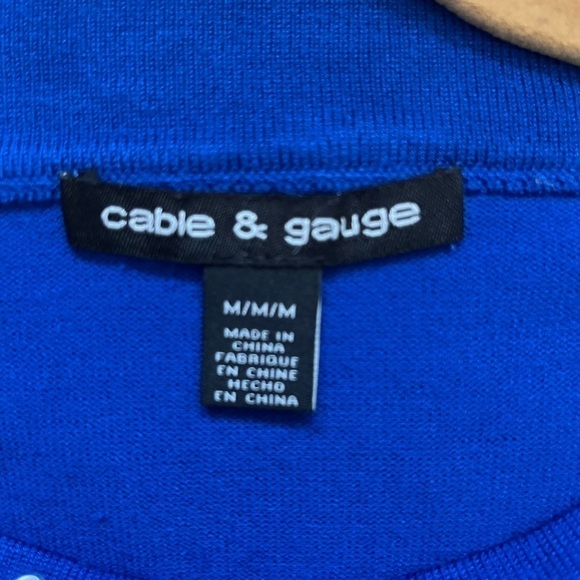 cable & gauge
M/M/M
MADE IN
CHINA
FABRIQUE
EN CHINE
HECHO
EN CHINA